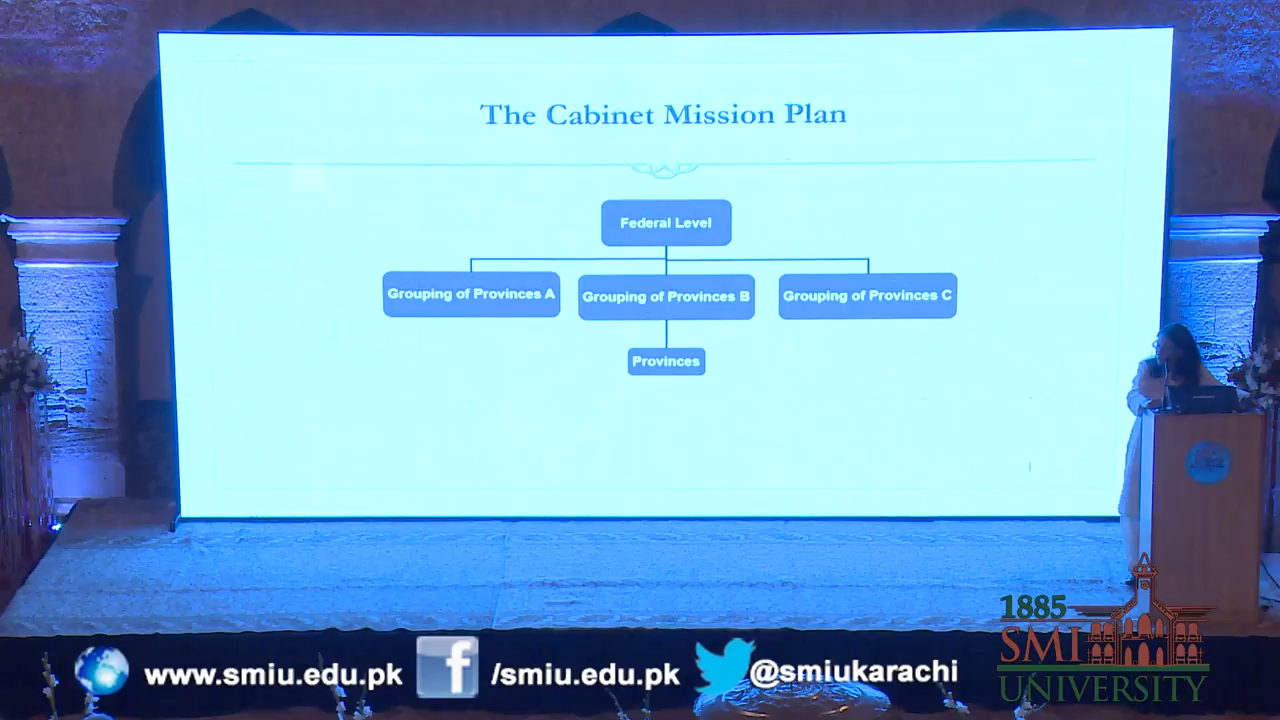 The Cabinet Mission Plan
Federal Level
Grouping of Provinces A
Grouping of Provinces B
Grouping of Provinces C
Provinces
1885
SMI
UNIVERSITY
www.smiu.edu.pk
/smiu.edu.pk
@smiukarachi